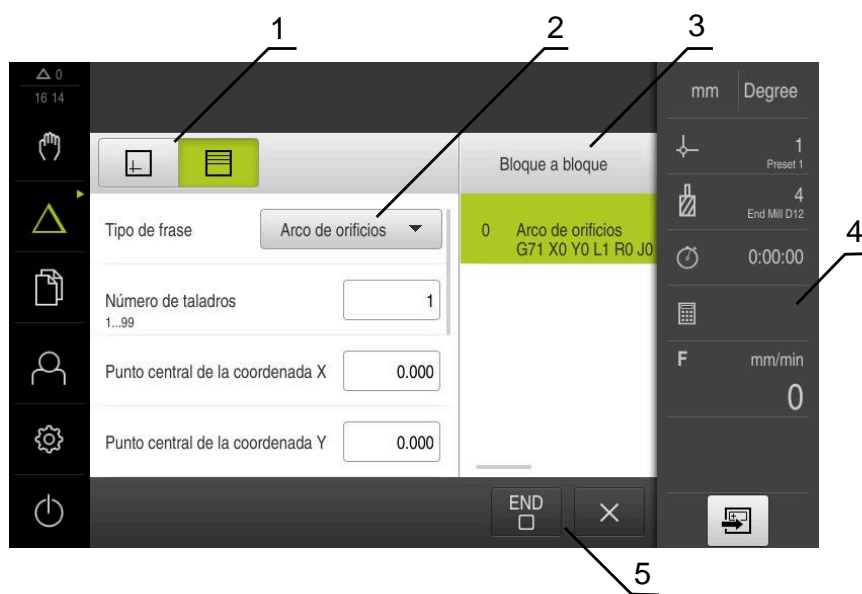 1
2
3
0
16 14
mm Degree
1
Preset 1
Bloque a bloque
4
End Mill D12
Tipo de frase
Arco de orificios
0 Arco de orificios
G71 X0 Y0 L1 R0 J0
4
0:00:00
Número de taladros
1...99
1
Punto central de la coordenada X
0.000
F mm/min
0
Punto central de la coordenada Y
0.000
END
5